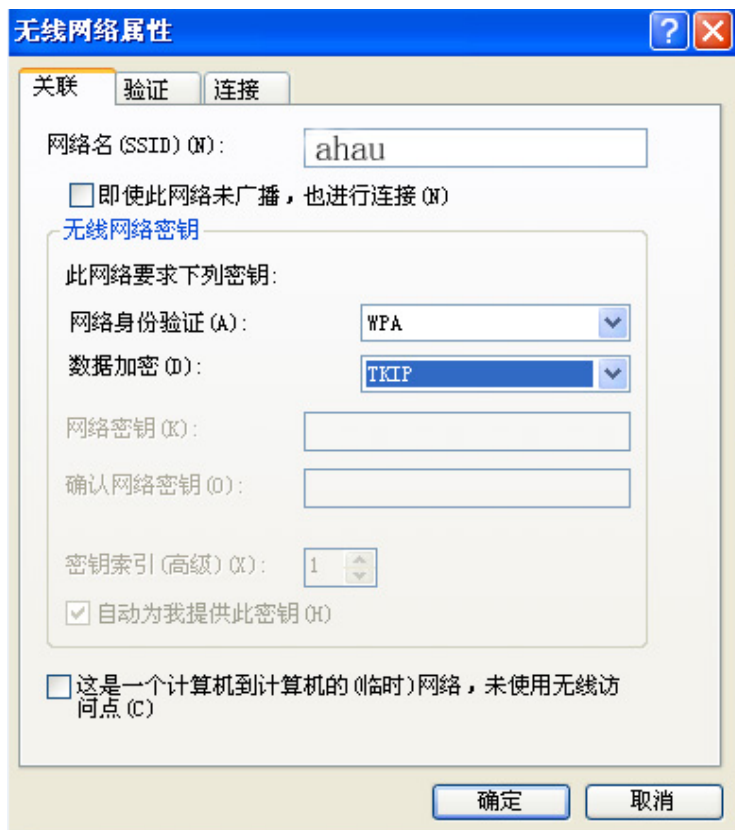 无线网络属性
关联 验证 连接
网络名(SSID)(N): ahau
即使此网络未广播，也进行连接(N)
无线网络密钥
此网络要求下列密钥:
网络身份验证(A): WPA
数据加密(D): TKIP
网络密钥(K):
确认网络密钥(O):
密钥索引(高级)(X): 1
自动为我提供此密钥(H)
这是一个计算机到计算机的(临时)网络，未使用无线访
问点(C)
确定 取消